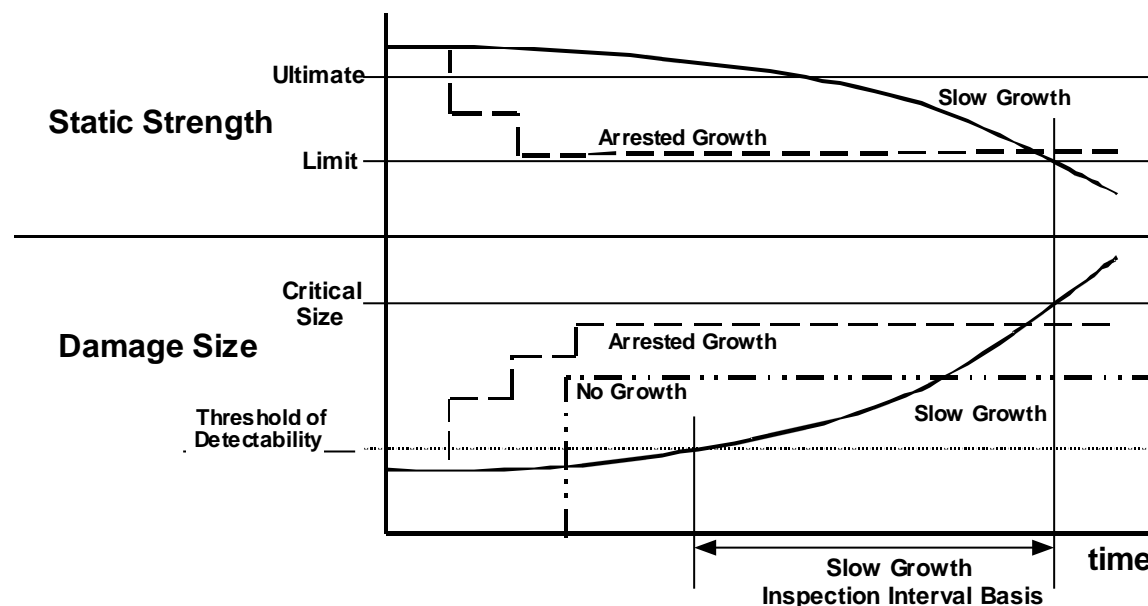 Ultimate
Slow Growth
Static Strength
Arrested Growth
Limit
Critical
Size
Damage Size
Arrested Growth
No Growth
Threshold of
Detectability
Slow Growth
time
Slow Growth
Inspection Interval Basis